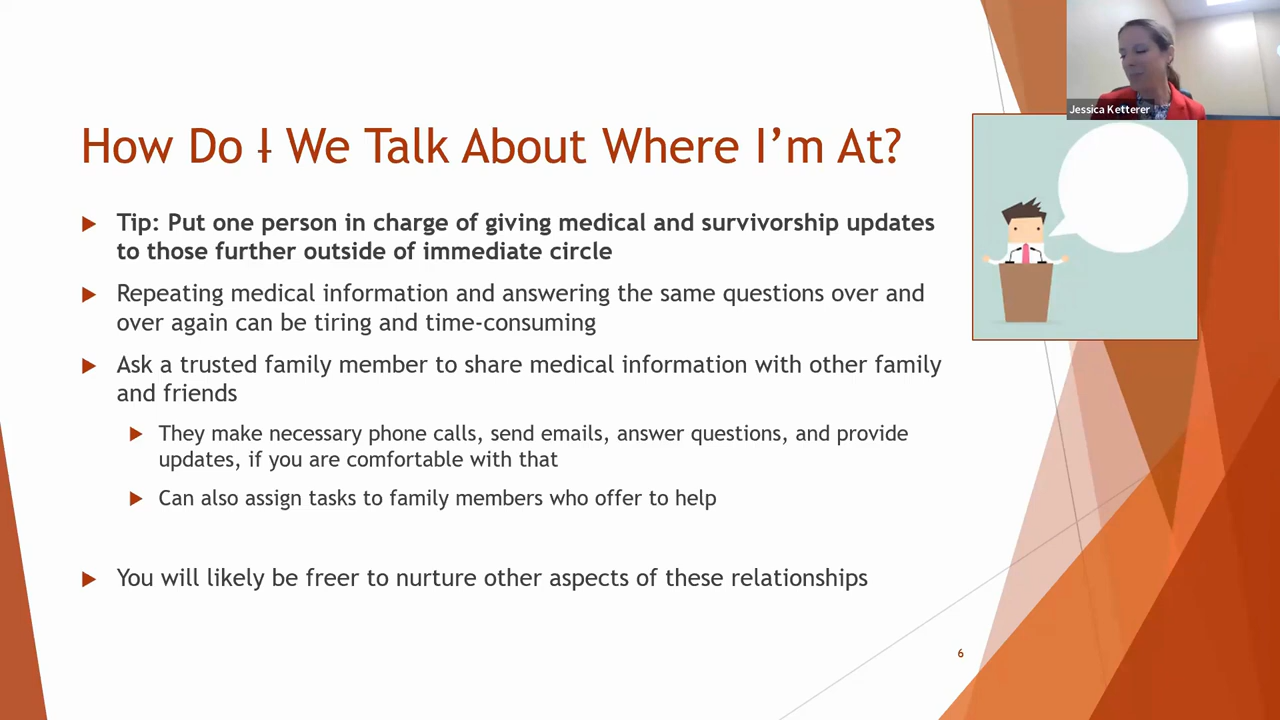 Jessica Ketterer
How Do I We Talk About Where I'm At?
Tip: Put one person in charge of giving medical and survivorship updates
to those further outside of immediate circle
Repeating medical information and answering the same questions over and
over again can be tiring and time-consuming
Ask a trusted family member to share medical information with other family
and friends
They make necessary phone calls, send emails, answer questions, and provide
updates, if you are comfortable with that
Can also assign tasks to family members who offer to help
You will likely be freer to nurture other aspects of these relationships
6